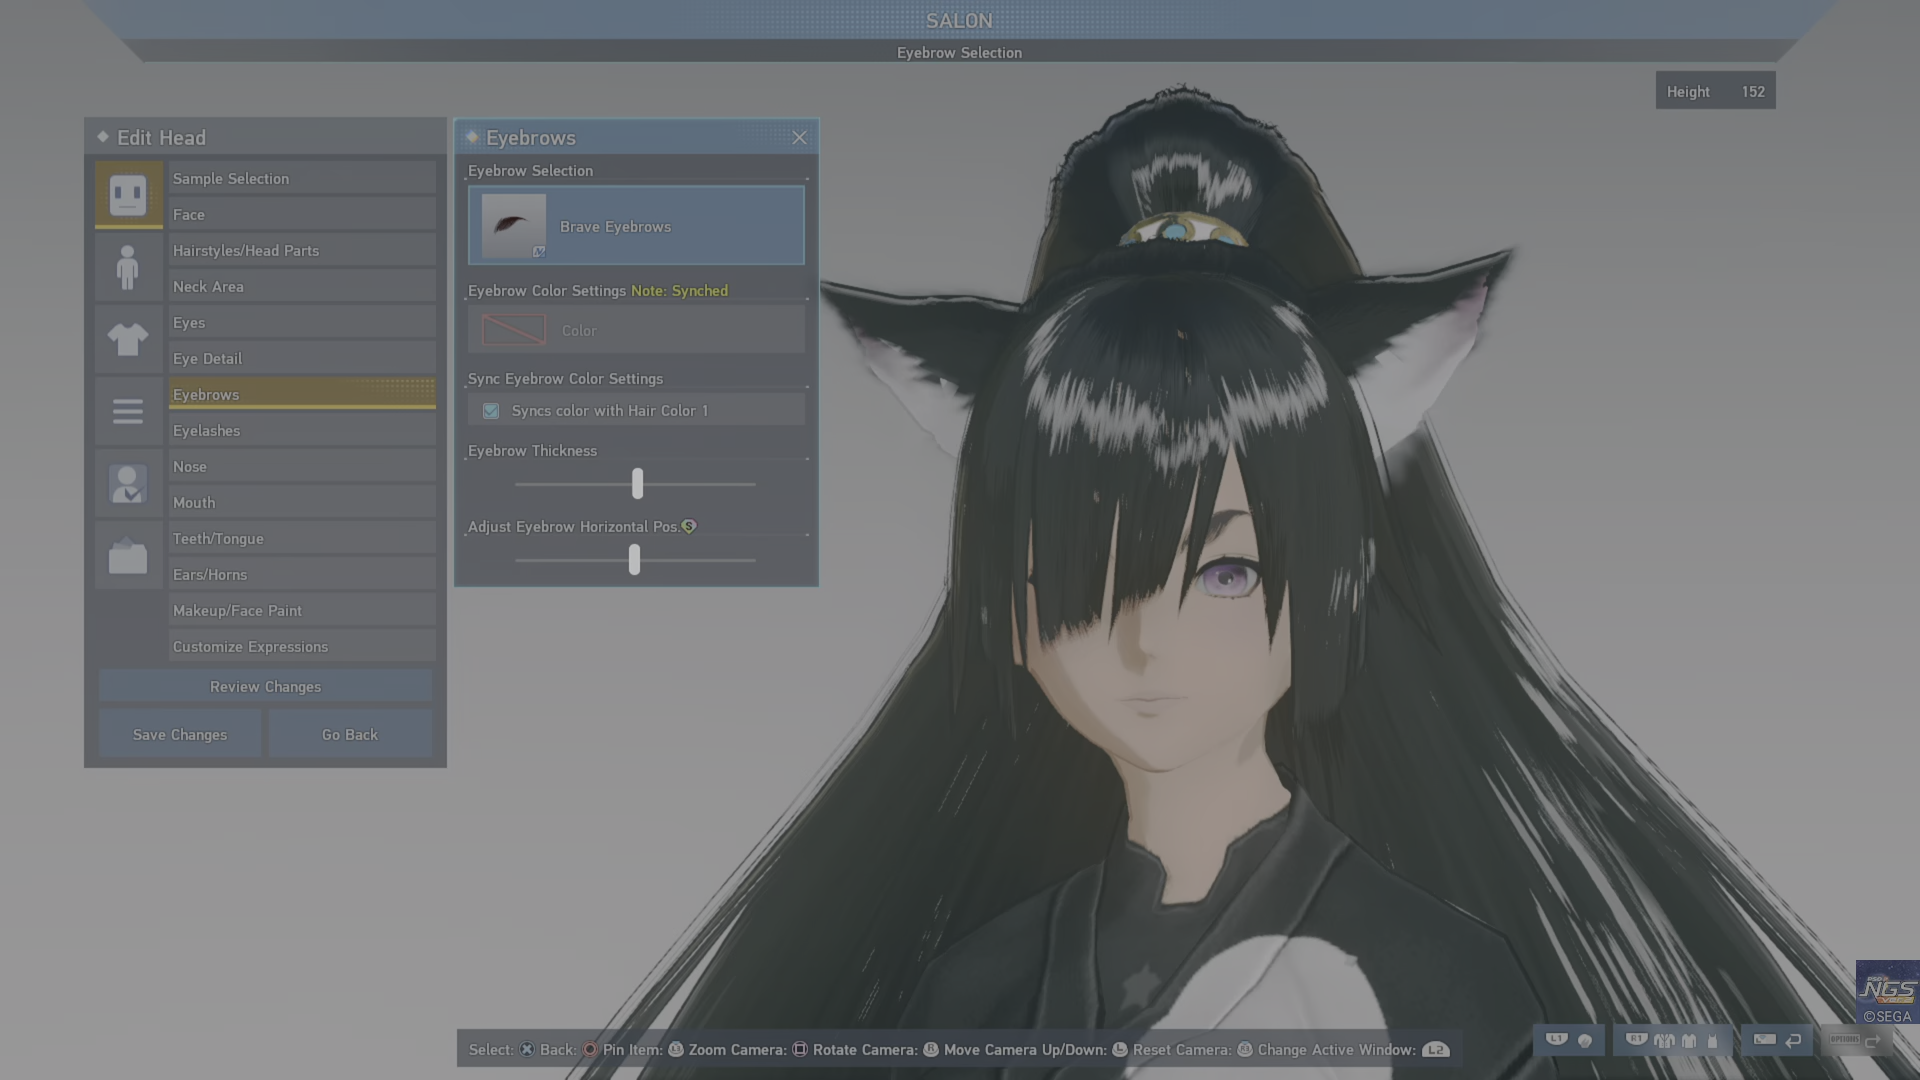 SALON
Eyebrow Selection
Height 152
Edit Head
Sample Selection
Face
Hairstyles/Head Parts
Neck Area
Eyes
Eye Detail
Eyebrows
Eyelashes
Nose
Mouth
Teeth/Tongue
Ears/Horns
Makeup/Face Paint
Customize Expressions
Review Changes
Save Changes Go Back
Eyebrows
Eyebrow Selection
Brave Eyebrows
Eyebrow Color Settings Note: Synched
Color
Sync Eyebrow Color Settings
Syncs color with Hair Color 1
Eyebrow Thickness
Adjust Eyebrow Horizontal Pos. S
NGS
©SEGA
Select: Back: Pin Item: Zoom Camera: Rotate Camera: R Move Camera Up/Down: L Reset Camera: Change Active Window: L2
L1 R1 OPTIONS